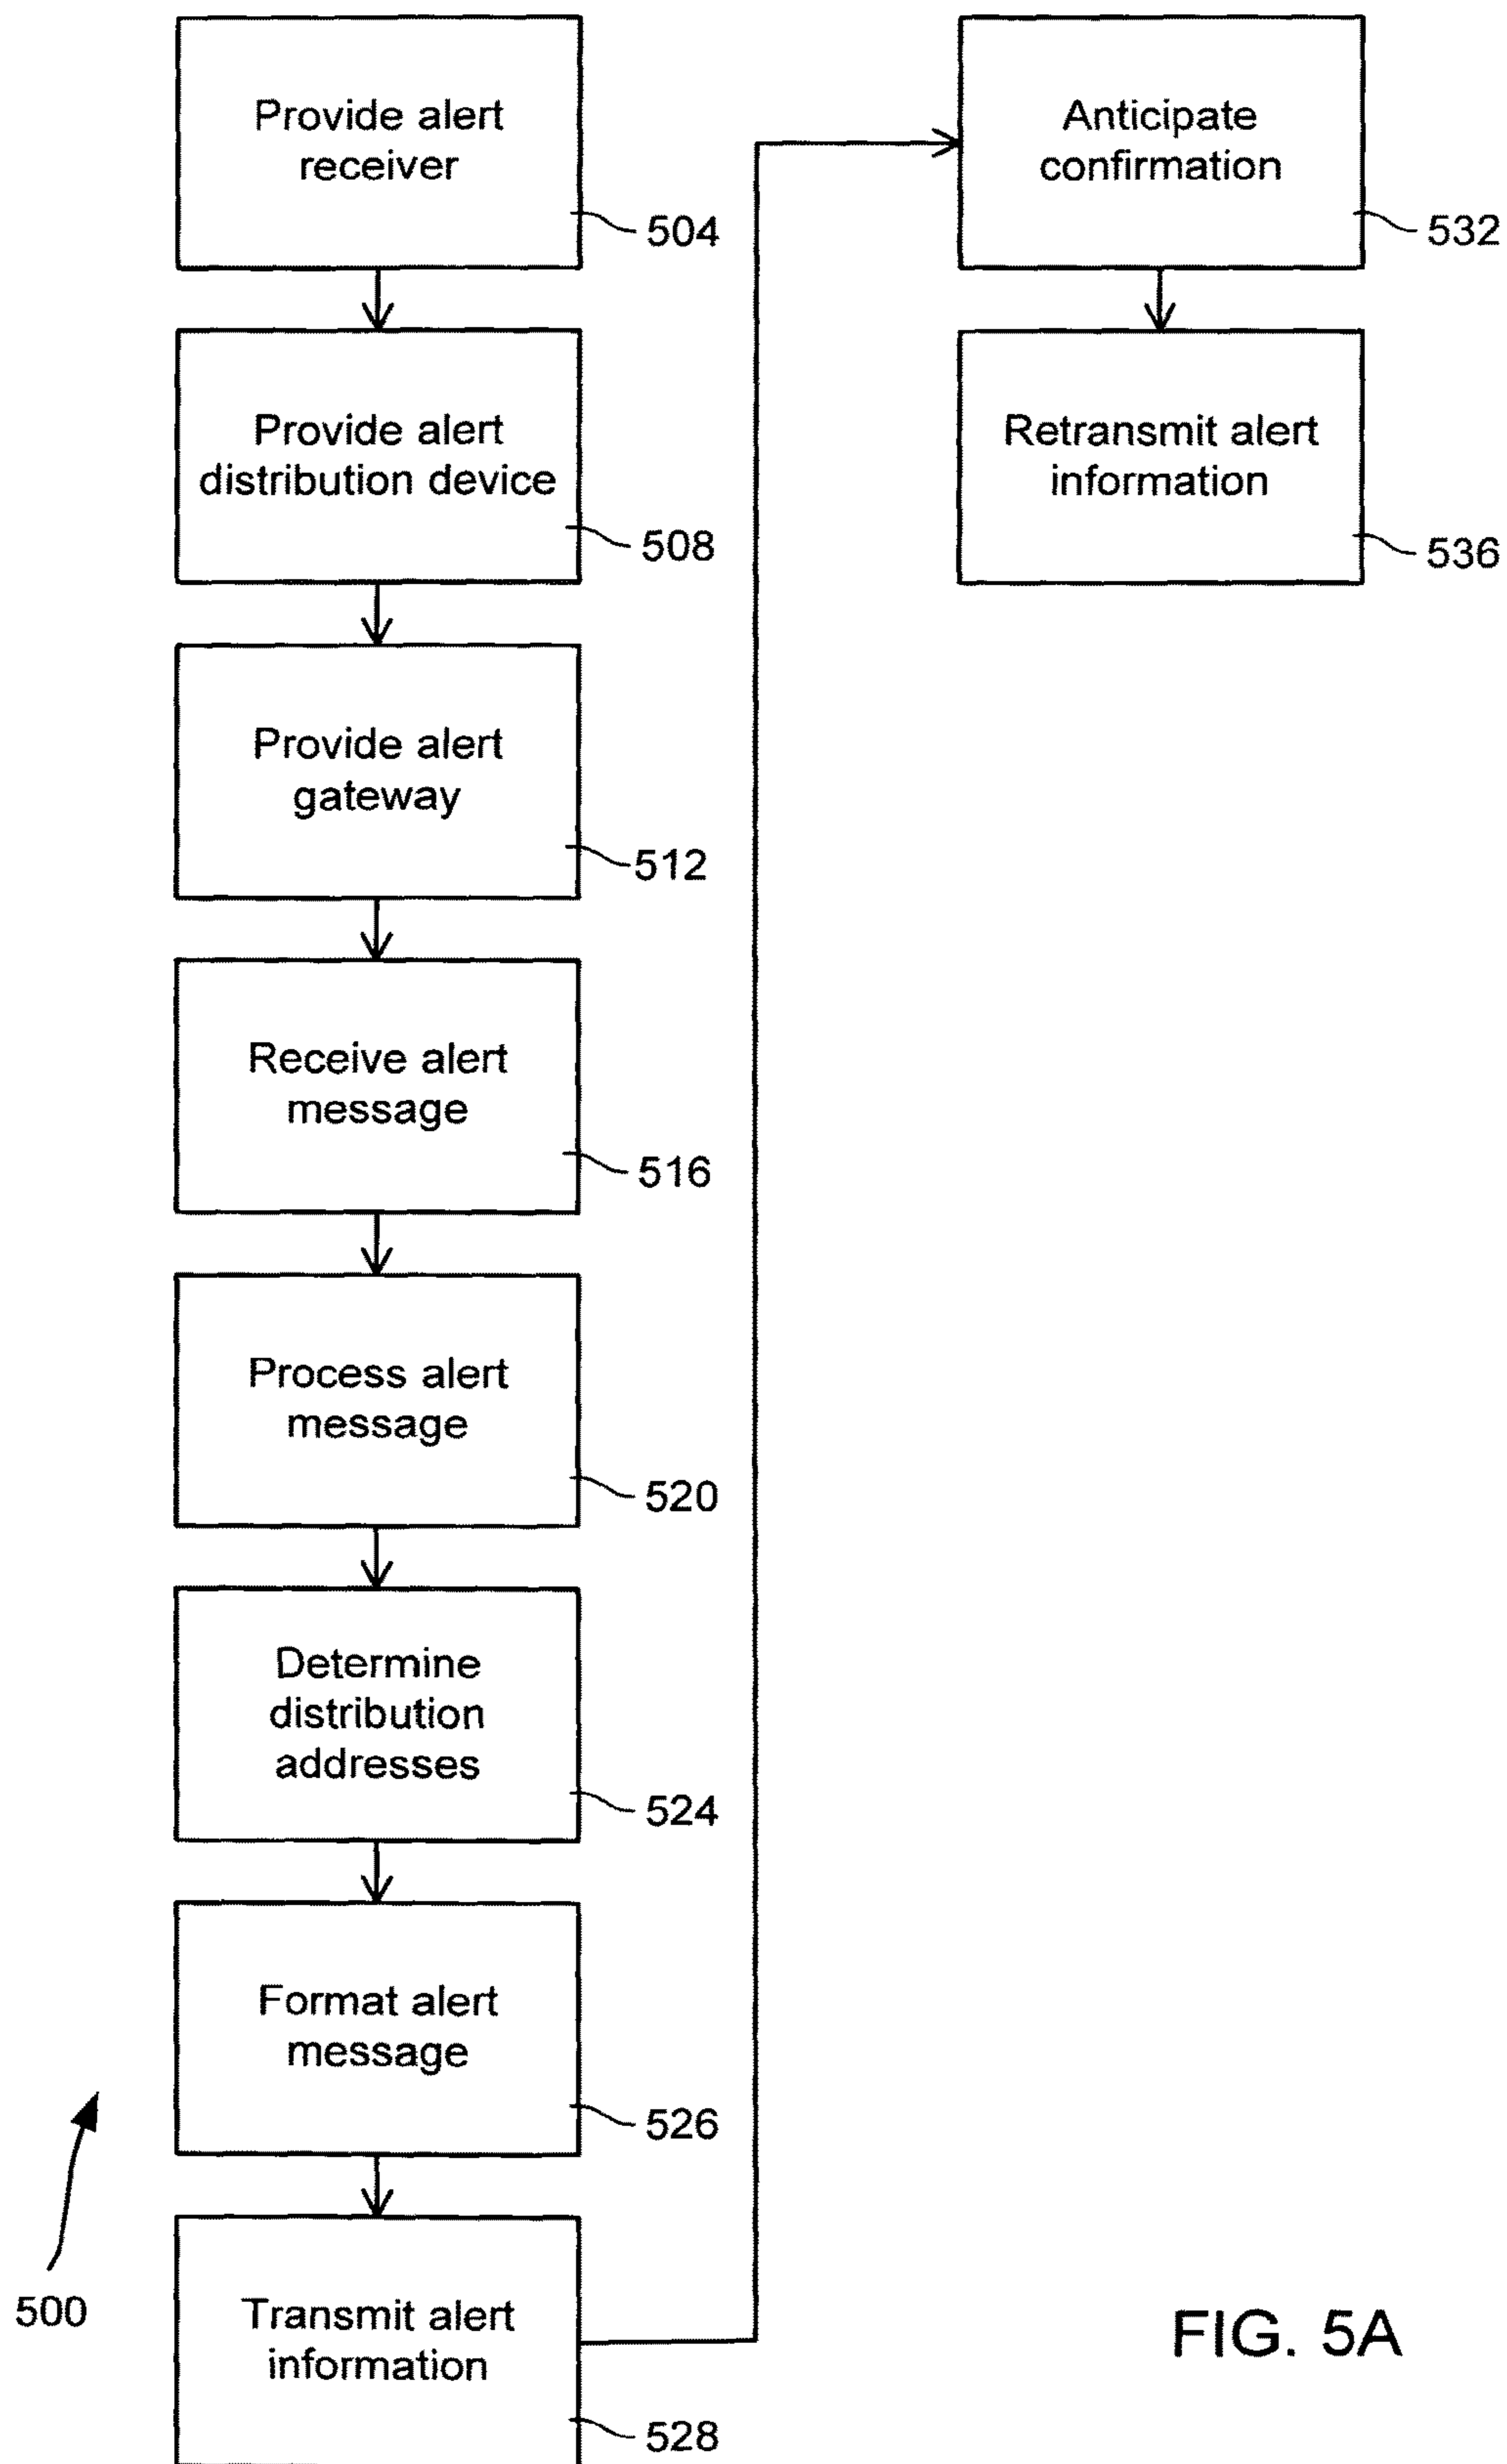 Provide alert
receiver
504
Provide alert
distribution device
508
Provide alert
gateway
512
Receive alert
message
516
Process alert
message
520
Determine
distribution
addresses
524
Format alert
message
526
Transmit alert
information
528
500
Anticipate
confirmation
532
Retransmit alert
information
536
FIG. 5A